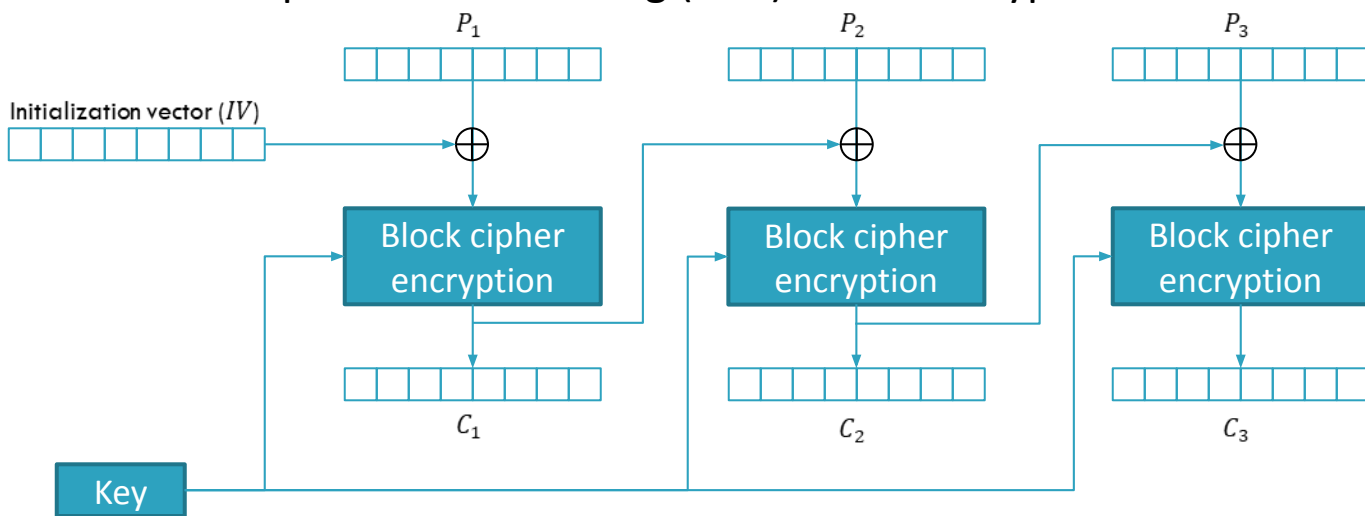 P₁ P₂ P₃
Initialization vector (IV)
Block cipher encryption
Block cipher encryption
Block cipher encryption
C₁ C₂ C₃
Key